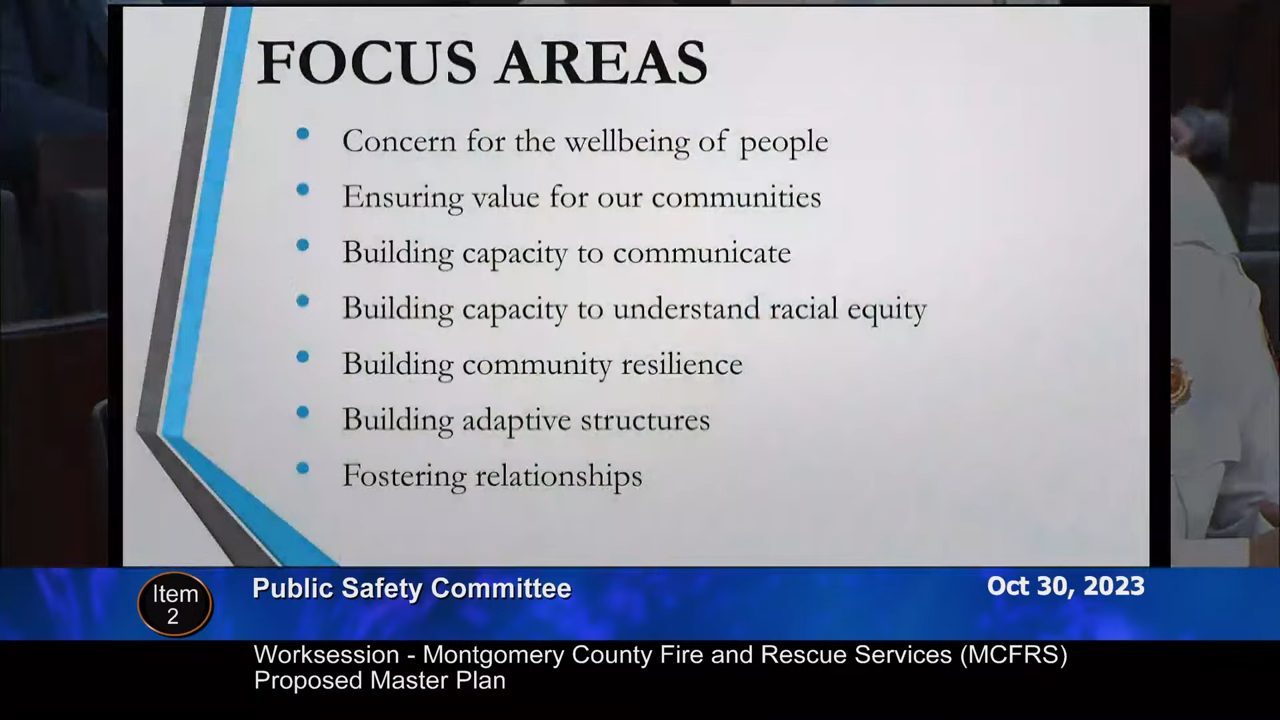 FOCUS AREAS
• Concern for the wellbeing of people
• Ensuring value for our communities
• Building capacity to communicate
• Building capacity to understand racial equity
• Building community resilience
• Building adaptive structures
• Fostering relationships
Item
2
Public Safety Committee
Oct 30, 2023
Worksession - Montgomery County Fire and Rescue Services (MCFRS)
Proposed Master Plan